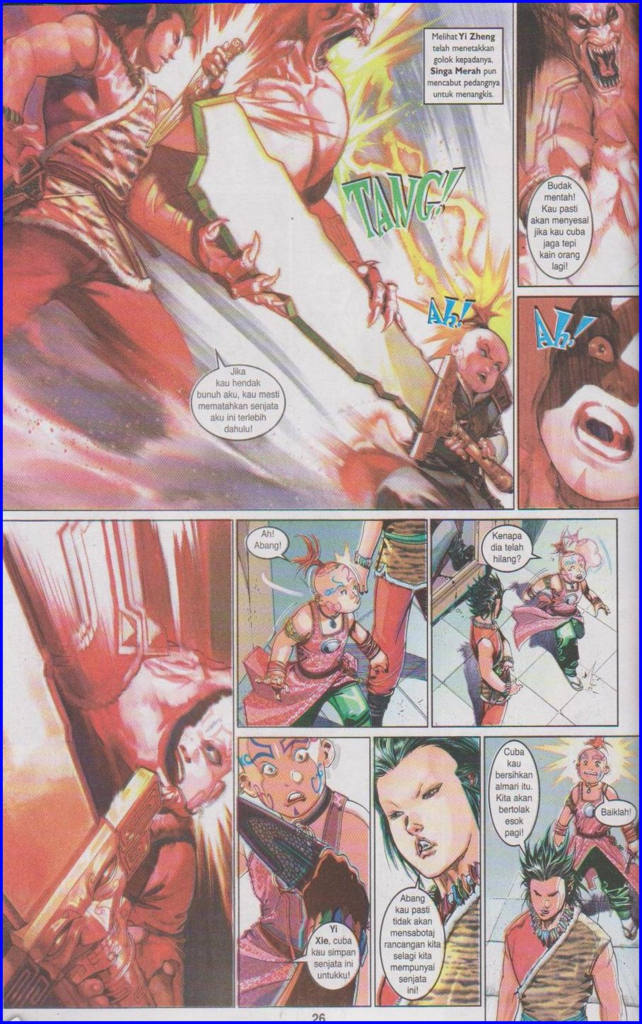 Melihat Yi Zheng
telah menetakkan
golok kepadanya.
Singa Merah pun
mencabut pedangnya
untuk menangkis.
TANG!
Ah!
Jika
kau hendak
bunuh aku, kau mesti
mematahkan senjata
aku ini terlebih
dahulu!
Budak
mentah!
Kau pasti
akan menyesal
jika kau cuba
jaga tepi
kain orang
lagi!
Ah!
Ah!
Abang!
Kenapa
dia telah
hilang?
Yi
XIe, cuba
kau simpan
senjata ini
untukku!
Abang
kau pasti
tidak akan
mensabotaj
rancangan kita
selagi kita
mempunyai
senjata
ini!
Cuba
kau
bersihkan
almari itu.
Kita akan
bertolak
esok
pagi!
Baiklah!
26